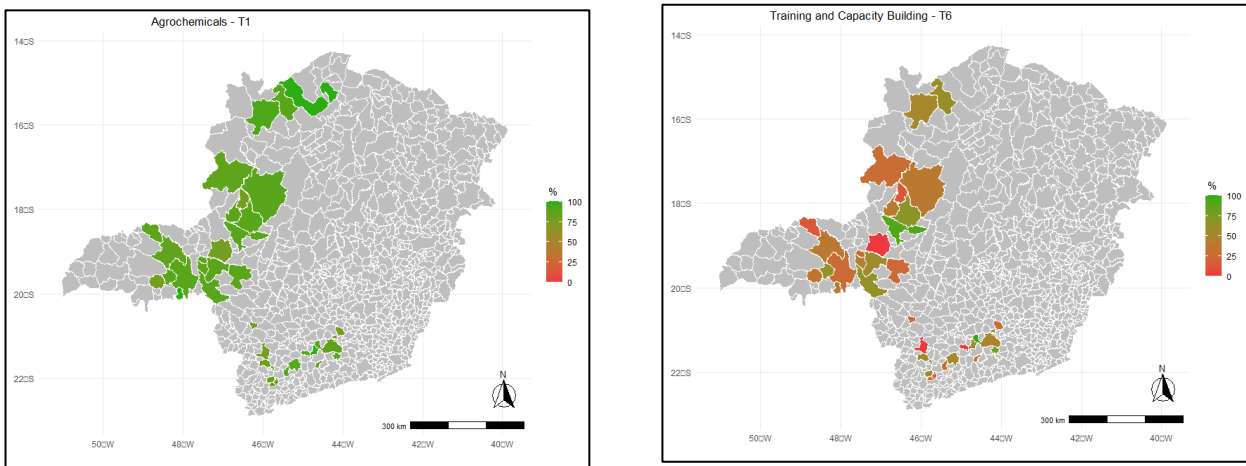 Agrochemicals - T1
14□S
16□S
18□S
20□S
22□S
%
100
75
50
25
0
N
300 km
50□W
48□W
46□W
44□W
42□W
40□W
Training and Capacity Building - T6
14□S
16□S
18□S
20□S
22□S
%
100
75
50
25
0
N
300 km
50□W
48□W
46□W
44□W
42□W
40□W